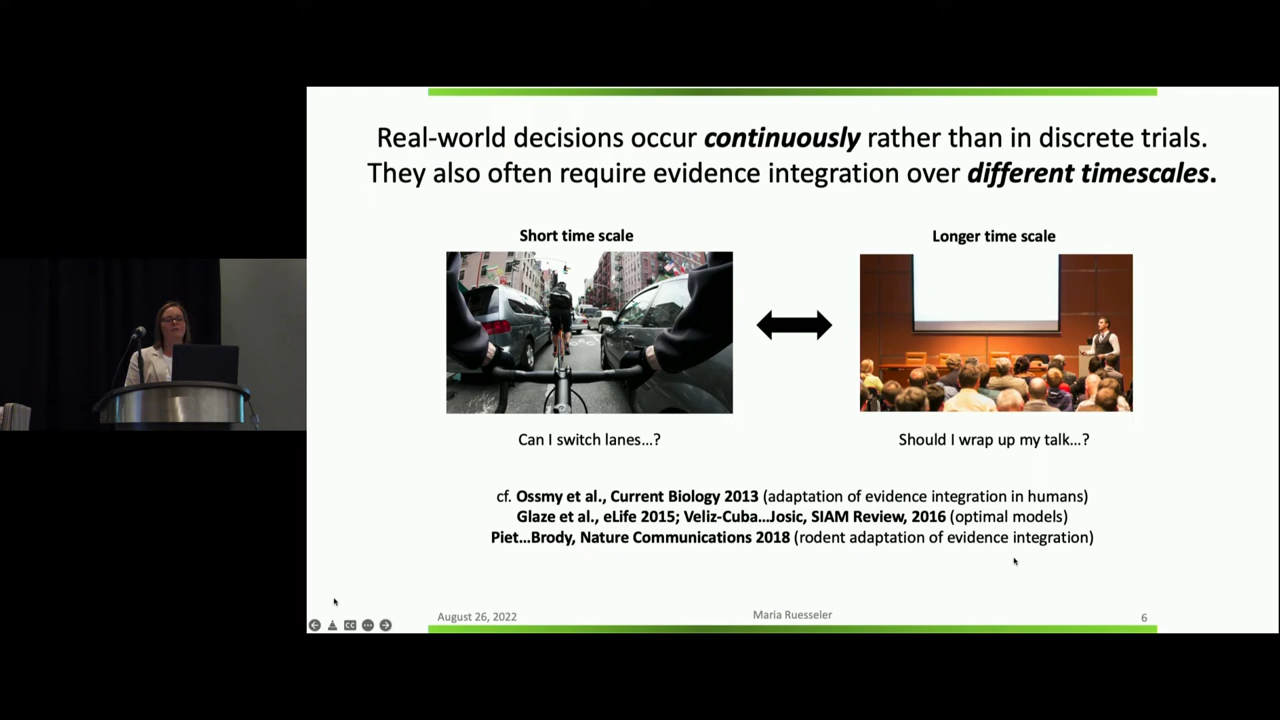 Real-world decisions occur continuously rather than in discrete trials.
They also often require evidence integration over different timescales.
Short time scale
Longer time scale
Can I switch lanes...?
Should I wrap up my talk...?
cf. Ossmy et al., Current Biology 2013 (adaptation of evidence integration in humans)
Glaze et al., eLife 2015; Veliz-Cuba...Josic, SIAM Review, 2016 (optimal models)
Piet...Brody, Nature Communications 2018 (rodent adaptation of evidence integration)
August 26, 2022
Maria Ruesseler
6
CC